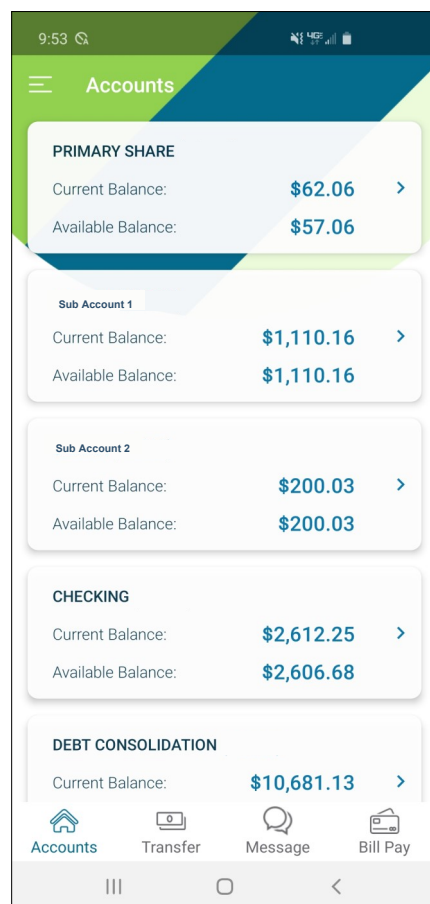 9:53
4GE
Accounts
PRIMARY SHARE
Current Balance: $62.06 >
Available Balance: $57.06
Sub Account 1
Current Balance: $1,110.16 >
Available Balance: $1,110.16
Sub Account 2
Current Balance: $200.03 >
Available Balance: $200.03
CHECKING
Current Balance: $2,612.25 >
Available Balance: $2,606.68
DEBT CONSOLIDATION
Current Balance: $10,681.13 >
Accounts Transfer Message Bill Pay